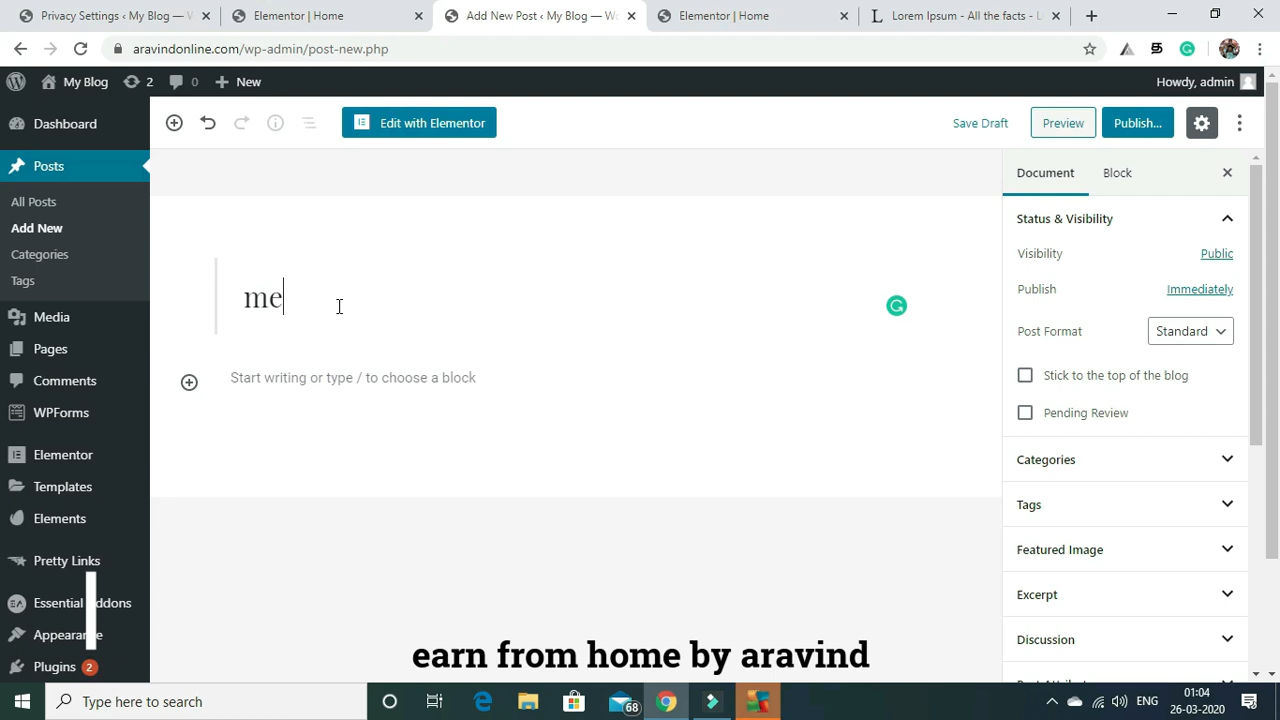 Privacy Settings ‹ My Blog — W
Elementor | Home
Add New Post ‹ My Blog — Wo
Elementor | Home
Lorem Ipsum - All the facts - L
aravindonline.com/wp-admin/post-new.php
My Blog
2
0
New
Howdy, admin
Dashboard
Posts
All Posts
Add New
Categories
Tags
Media
Pages
Comments
WPForms
Elementor
Templates
Elements
Pretty Links
Essential Addons
Appearance
Plugins 2
Edit with Elementor
Save Draft
Preview
Publish...
me
Start writing or type / to choose a block
Document
Block
Status & Visibility
Visibility
Public
Publish
Immediately
Post Format
Standard
Stick to the top of the blog
Pending Review
Categories
Tags
Featured Image
Excerpt
Discussion
earn from home by aravind
Type here to search
68
ENG
01:04
26-03-2020
8